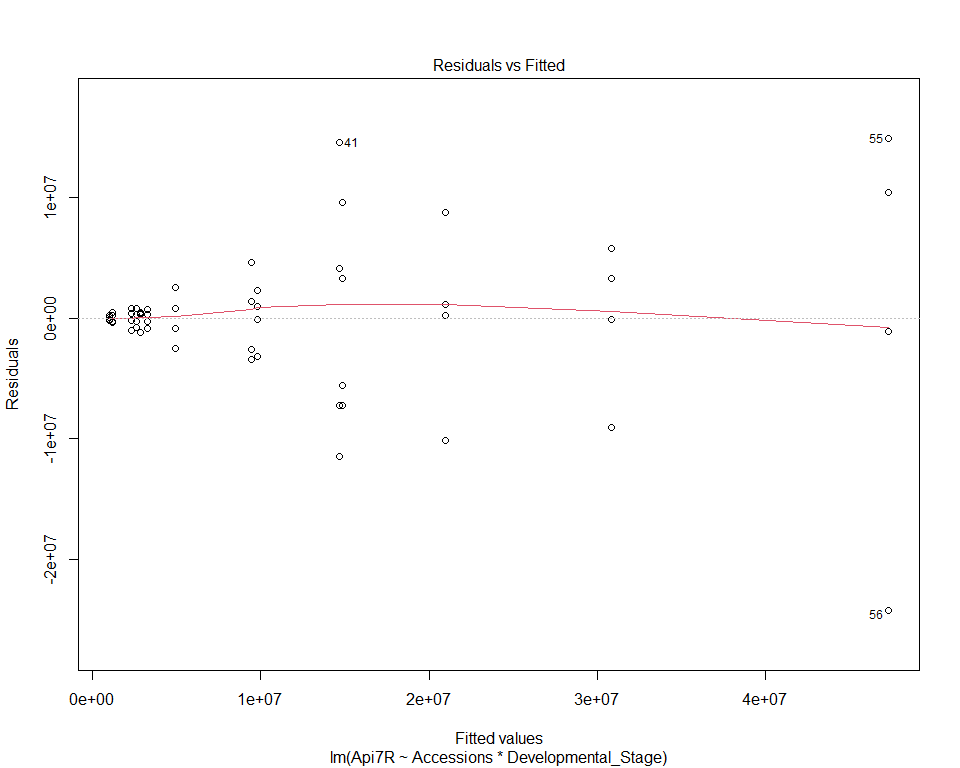 Residuals vs Fitted
41
55
56
1e+07
0e+00
-1e+07
-2e+07
Residuals
0e+00 1e+07 2e+07 3e+07 4e+07
Fitted values
lm(Api7R ~ Accessions * Developmental_Stage)